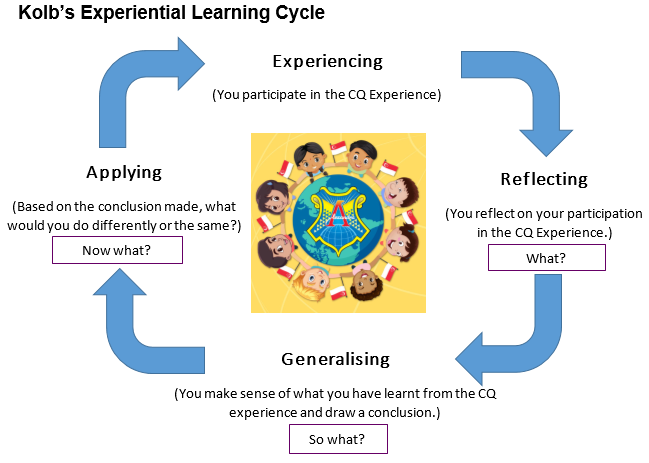 Kolb's Experiential Learning Cycle
Experiencing
(You participate in the CQ Experience)
Reflecting
(You reflect on your participation
in the CQ Experience.)
What?
Generalising
(You make sense of what you have learnt from the CQ
experience and draw a conclusion.)
So what?
Applying
(Based on the conclusion made, what
would you do differently or the same?)
Now what?
A